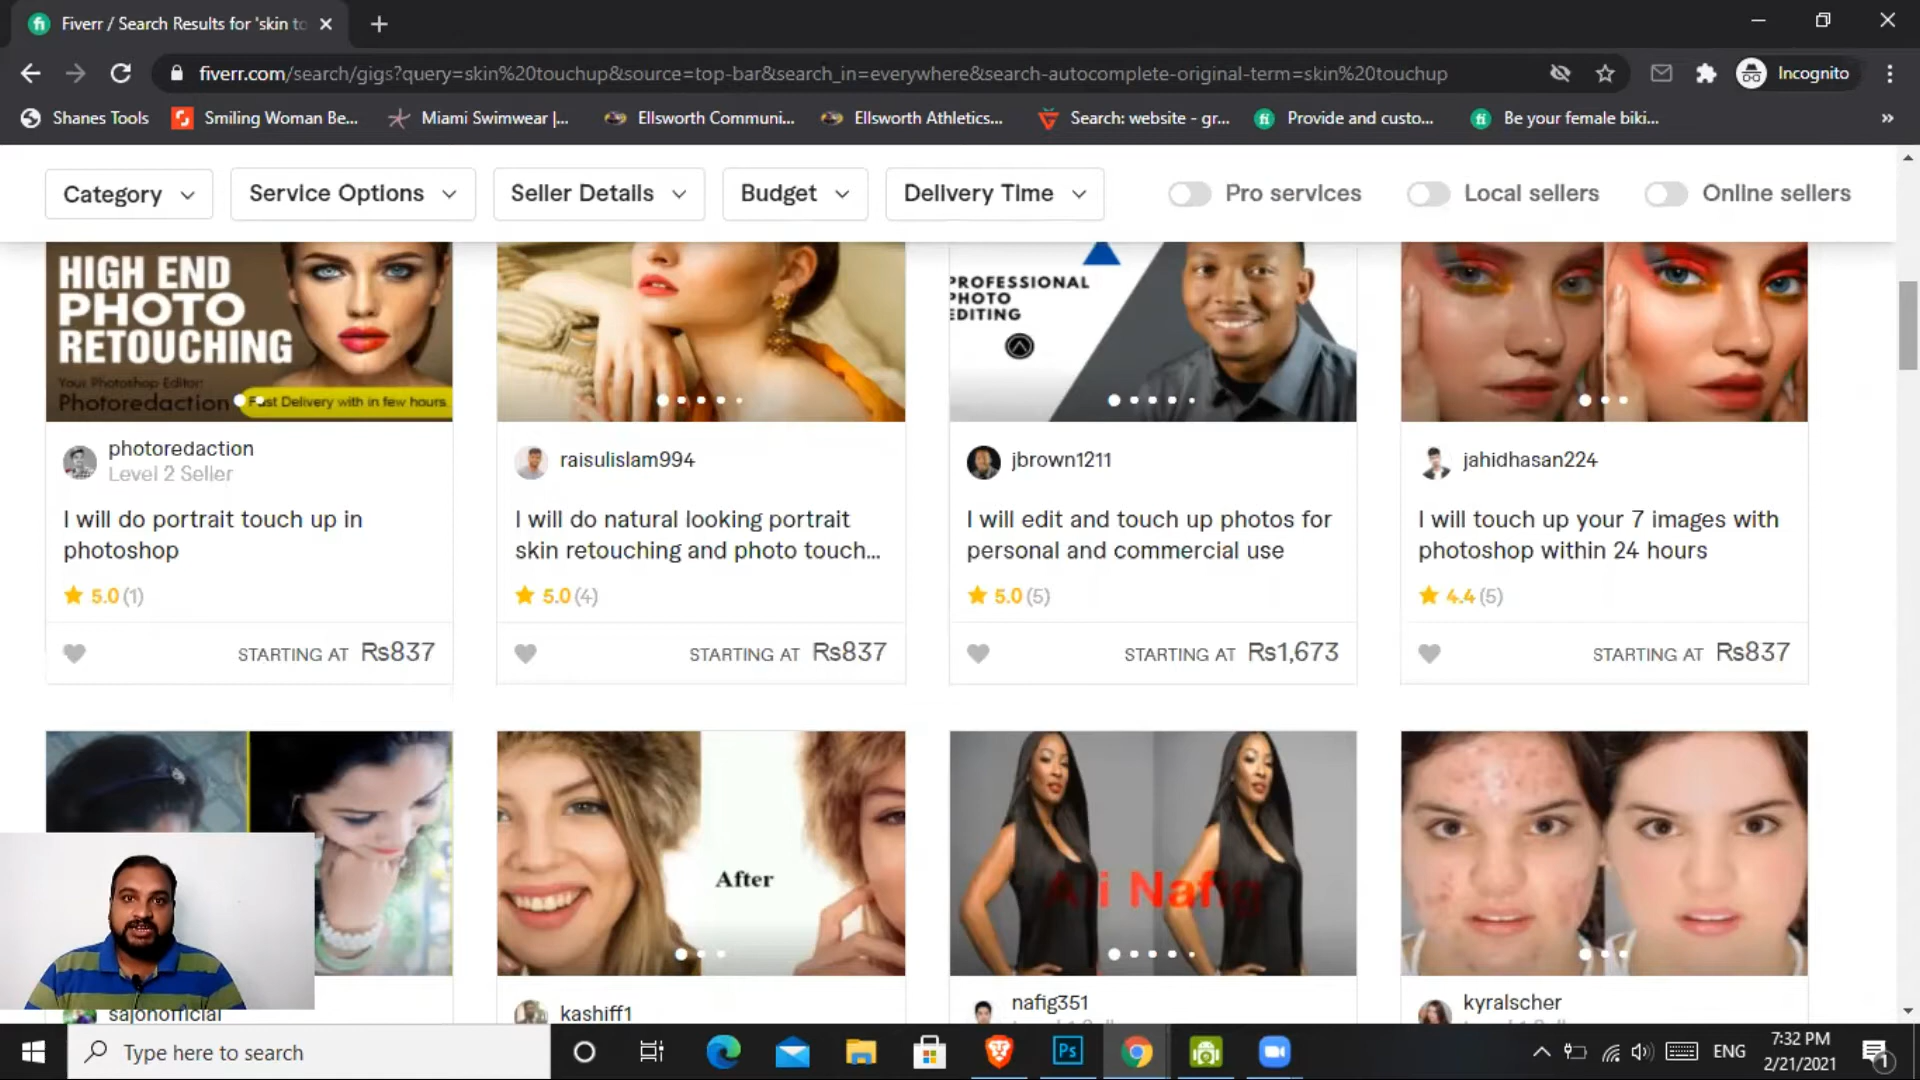 Fiverr / Search Results for 'skin to
fiverr.com/search/gigs?query=skin%20touchup&source=top-bar&search_in=everywhere&search-autocomplete-original-term=skin%20touchup
Incognito
Shanes Tools
Smiling Woman Be...
Miami Swimwear |...
Ellsworth Communi...
Ellsworth Athletics...
Search: website - gr...
Provide and custo...
Be your female biki...
Category
Service Options
Seller Details
Budget
Delivery Time
Pro services
Local sellers
Online sellers
HIGH END
PHOTO
RETOUCHING
Your Photoshop Editor:
Photoredaction
Fast Delivery with in few hours
PROFESSIONAL
PHOTO
EDITING
photoredaction
Level 2 Seller
I will do portrait touch up in
photoshop
5.0 (1)
STARTING AT Rs837
raisulislam994
I will do natural looking portrait
skin retouching and photo touch...
5.0 (4)
STARTING AT Rs837
jbrown1211
I will edit and touch up photos for
personal and commercial use
5.0 (5)
STARTING AT Rs1,673
jahidhasan224
I will touch up your 7 images with
photoshop within 24 hours
4.4 (5)
STARTING AT Rs837
After
Ali Nafig
sajonofficial
kashiff1
nafig351
kyralscher
Type here to search
Ps
ENG
7:32 PM
2/21/2021
1